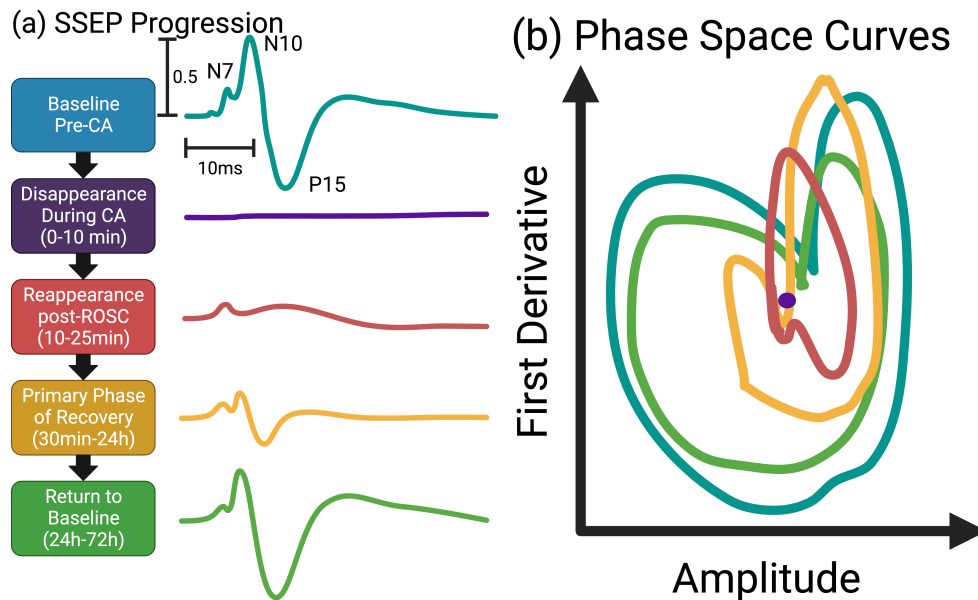 (a) SSEP Progression
N10
N7
0.5
10ms
P15
Baseline
Pre-CA
Disappearance
During CA
(0-10 min)
Reappearance
post-ROSC
(10-25min)
Primary Phase
of Recovery
(30min-24h)
Return to
Baseline
(24h-72h)
(b) Phase Space Curves
First Derivative
Amplitude